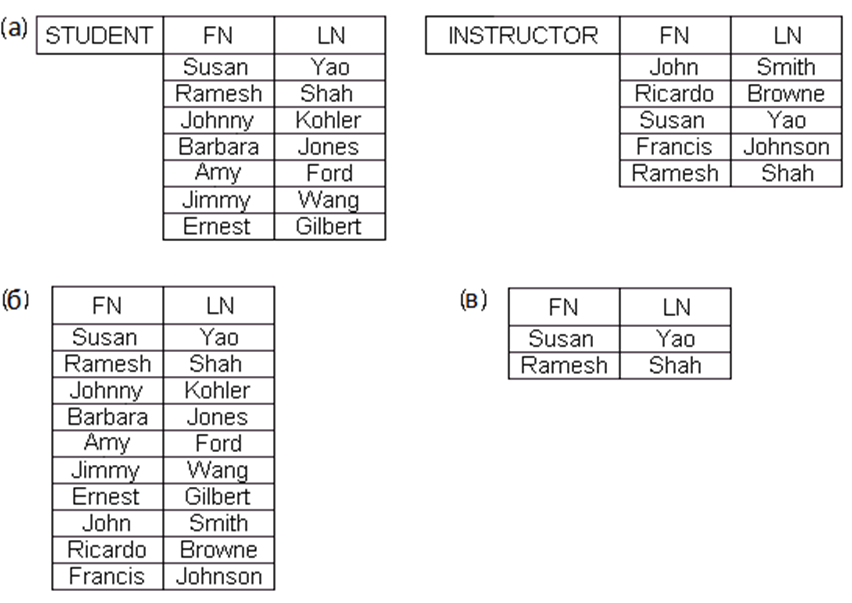 (а) STUDENT FN LN
Susan Yao
Ramesh Shah
Johnny Kohler
Barbara Jones
Amy Ford
Jimmy Wang
Ernest Gilbert
INSTRUCTOR FN LN
John Smith
Ricardo Browne
Susan Yao
Francis Johnson
Ramesh Shah
(б) FN LN
Susan Yao
Ramesh Shah
Johnny Kohler
Barbara Jones
Amy Ford
Jimmy Wang
Ernest Gilbert
John Smith
Ricardo Browne
Francis Johnson
(в) FN LN
Susan Yao
Ramesh Shah